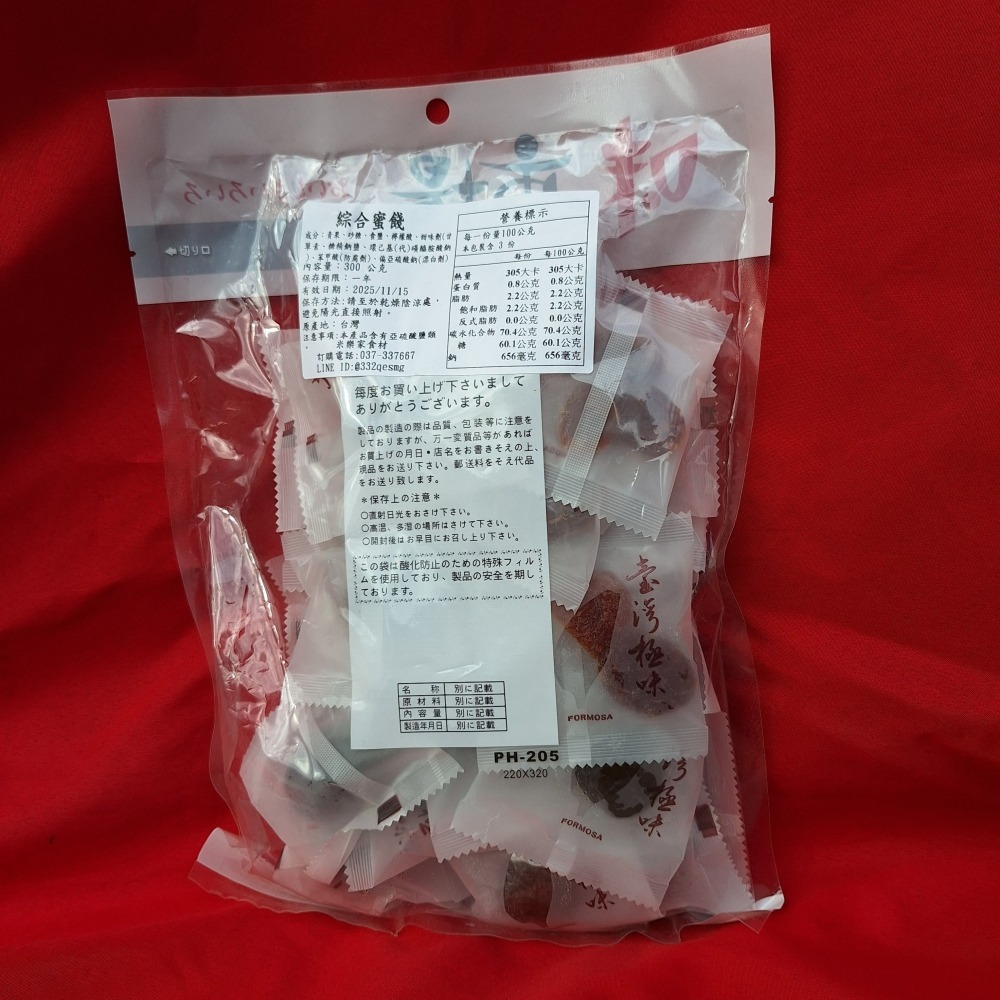 味
←切り口
綜合蜜餞
成分:青果、砂糖、食鹽、檸檬酸、甜味劑(甘
草素、糖精鈉鹽、環己基(代)磺醯胺酸鈉
)、苯甲酸(防腐劑)、偏亞硫酸鈉(漂白劑)
內容量:300 公克
保存期限:一年
有效日期:2025/11/15
保存方法:請至於乾燥陰涼處,
避免陽光直接照射。
原產地:台灣
注意事項:本產品含有亞硫酸鹽類
。 米樂家食材
訂購電話:037-337667
LINE ID:@332qesmg
營養標示
每一份量100公克
本包裝含 3 份
每份 每100公克
熱量 305大卡 305大卡
蛋白質 0.8公克 0.8公克
脂肪 2.2公克 2.2公克
飽和脂肪 2.2公克 2.2公克
反式脂肪 0.0公克 0.0公克
碳水化合物 70.4公克 70.4公克
糖 60.1公克 60.1公克
鈉 656毫克 656毫克
毎度お買い上げ下さいまして
ありがとうございます。
製品の製造の際は品質、包装等に注意を
しておりますが、万一変質品等があれば
お買上げの月日・店名をお書きそえの上、
現品をお送り下さい。郵送料をそえ代品
をお送り致します。
＊保存上の注意＊
○直射日光をおさけ下さい。
○高温、多湿の場所はさけて下さい。
○開封後はお早目にお召し上り下さい。
この袋は酸化防止のための特殊フィル
ムを使用しており、製品の安全を期し
ております。
名 称 別に記載
原材料 別に記載
内容量 別に記載
製造年月日 別に記載
PH-205
220X320
臺灣極味
FORMOSA
灣極味
FORMOSA
味